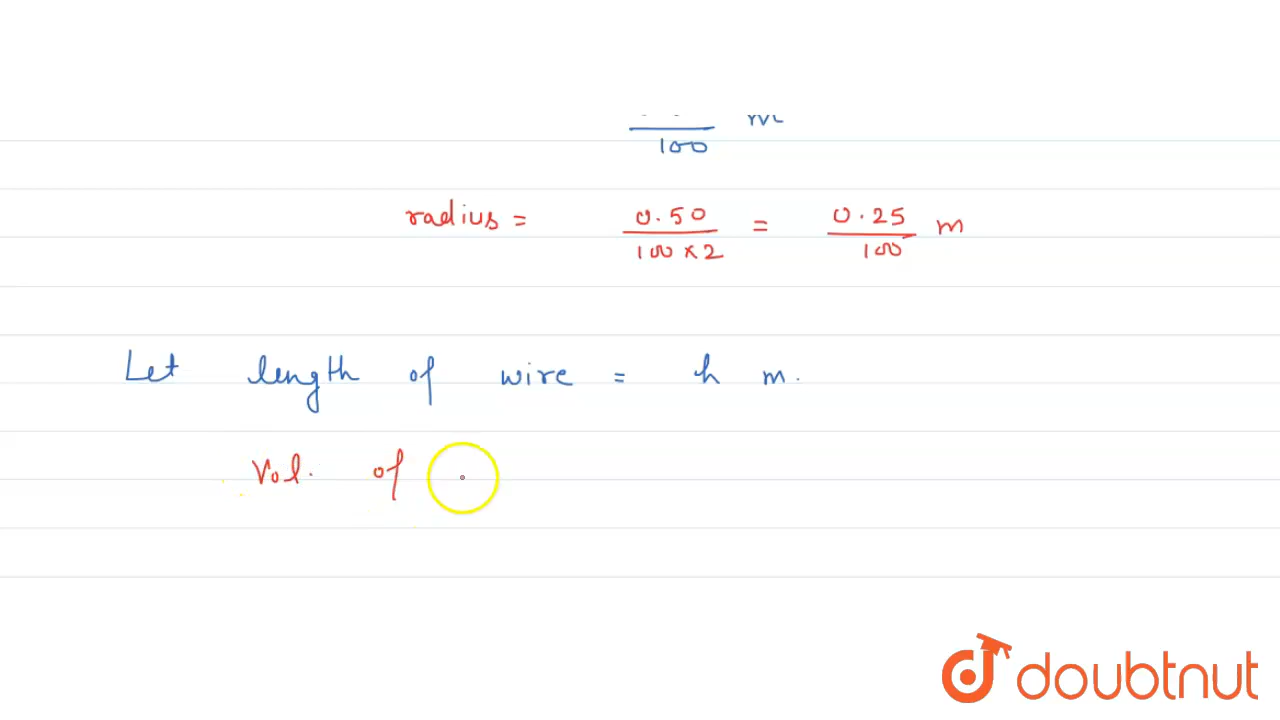 m
100
radius = 0.50 / 100 × 2 = 0.25 / 100 m
Let length of wire = h m.
Vol. of
doubtnut